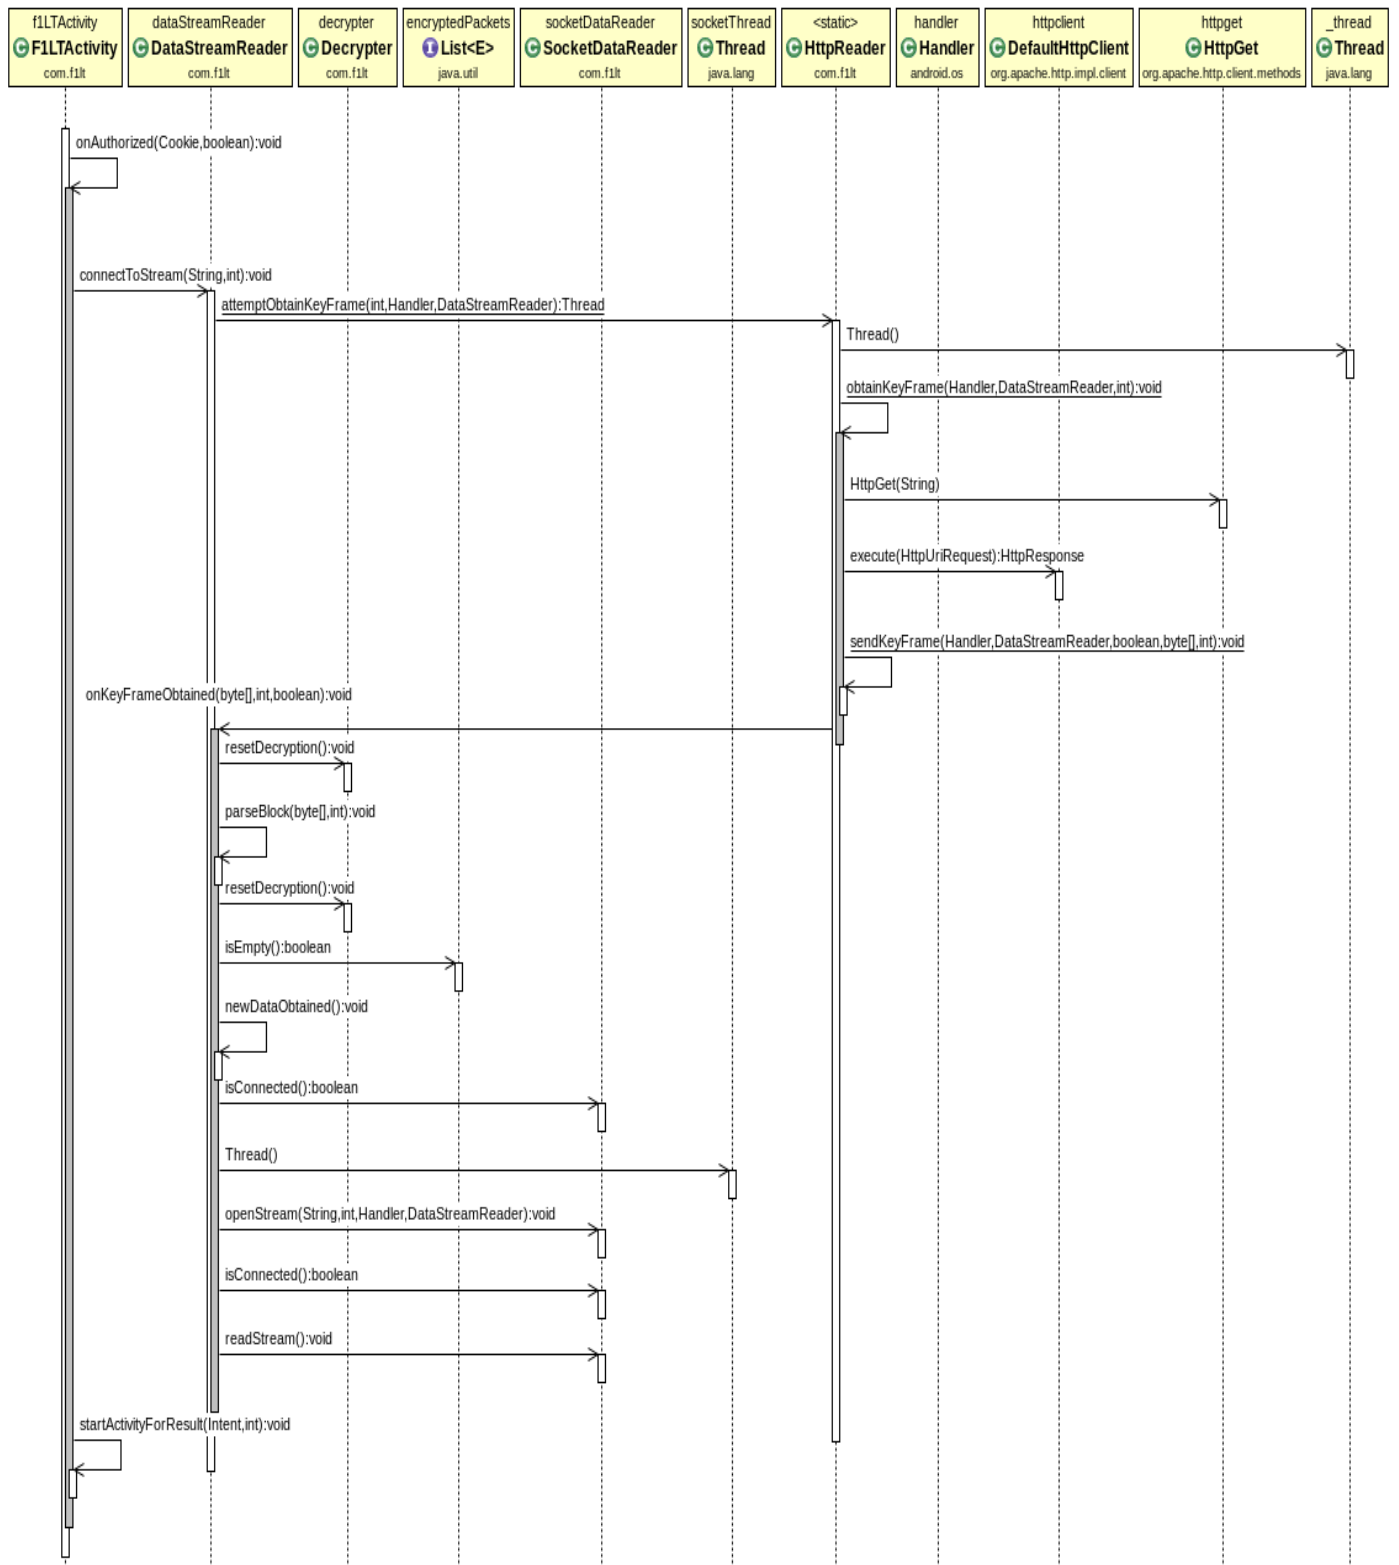 f1LTActivity dataStreamReader decrypter encryptedPackets socketDataReader socketThread <static> handler httpclient httpget _thread
C F1LTActivity C DataStreamReader C Decrypter I List<E> C SocketDataReader C Thread C HttpReader C Handler C DefaultHttpClient C HttpGet C Thread
com.f1lt com.f1lt com.f1lt java.util com.f1lt java.lang com.f1lt android.os org.apache.http.impl.client org.apache.http.client.methods java.lang
onAuthorized(Cookie,boolean):void
connectToStream(String,int):void
attemptObtainKeyFrame(int,Handler,DataStreamReader):Thread
Thread()
obtainKeyFrame(Handler,DataStreamReader,int):void
HttpGet(String)
execute(HttpUriRequest):HttpResponse
sendKeyFrame(Handler,DataStreamReader,boolean,byte[],int):void
onKeyFrameObtained(byte[],int,boolean):void
resetDecryption():void
parseBlock(byte[],int):void
resetDecryption():void
isEmpty():boolean
newDataObtained():void
isConnected():boolean
Thread()
openStream(String,int,Handler,DataStreamReader):void
isConnected():boolean
readStream():void
startActivityForResult(Intent,int):void